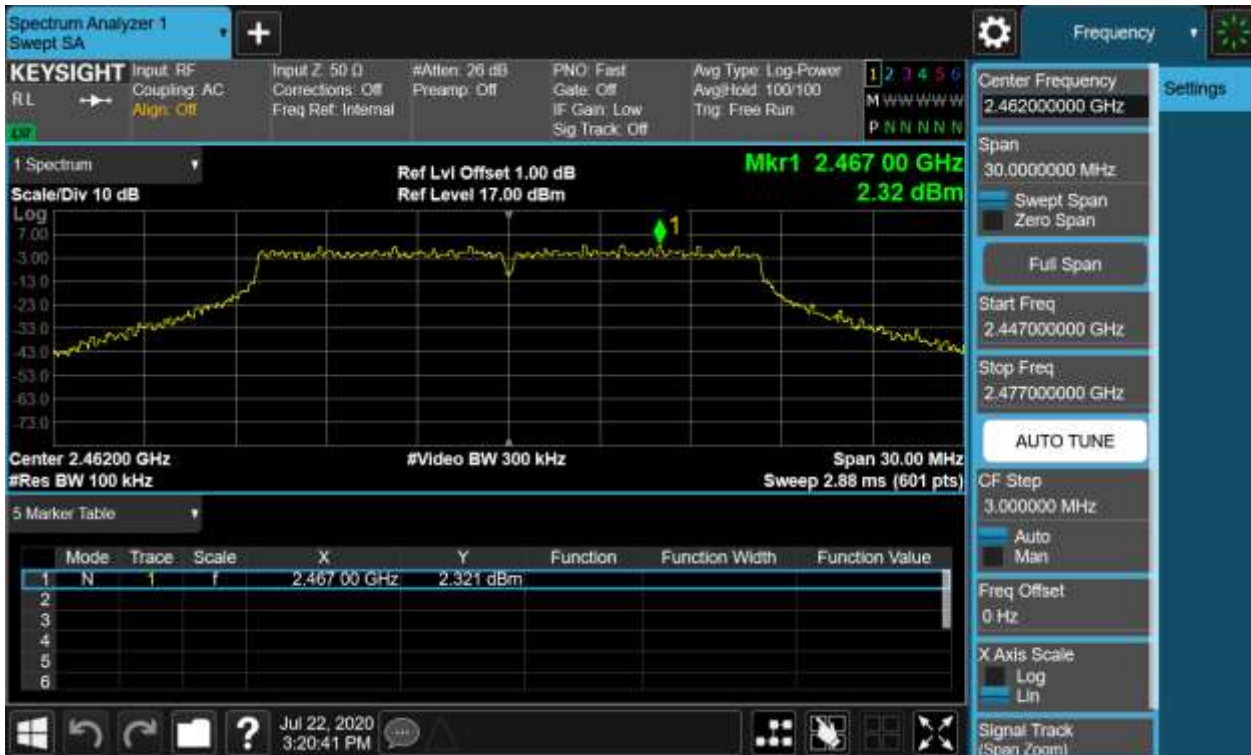 Spectrum Analyzer 1
Swept SA
+
Frequency
KEYSIGHT
RL
Input: RF
Coupling: AC
Align: Off
Input Z: 50 Ω
Corrections: Off
Freq Ref: Internal
#Atten: 26 dB
Preamp: Off
PNO: Fast
Gate: Off
IF Gain: Low
Sig Track: Off
Avg Type: Log-Power
Avg|Hold: 100/100
Trig: Free Run
1 2 3 4 5 6
M W W W W W
P N N N N N
Center Frequency
2.462000000 GHz
Settings
Span
30.0000000 MHz
Swept Span
Zero Span
Full Span
Start Freq
2.447000000 GHz
Stop Freq
2.477000000 GHz
AUTO TUNE
CF Step
3.000000 MHz
Auto
Man
Freq Offset
0 Hz
X Axis Scale
Log
Lin
Signal Track
(Span Zoom)
1 Spectrum
Scale/Div 10 dB
Ref Lvl Offset 1.00 dB
Ref Level 17.00 dBm
Mkr1 2.467 00 GHz
2.32 dBm
Log
7.00
-3.00
-13.0
-23.0
-33.0
-43.0
-53.0
-63.0
-73.0
1
Center 2.46200 GHz
#Res BW 100 kHz
#Video BW 300 kHz
Span 30.00 MHz
Sweep 2.88 ms (601 pts)
5 Marker Table
Mode Trace Scale X Y Function Function Width Function Value
1 N 1 f 2.467 00 GHz 2.321 dBm
2
3
4
5
6
?
Jul 22, 2020
3:20:41 PM